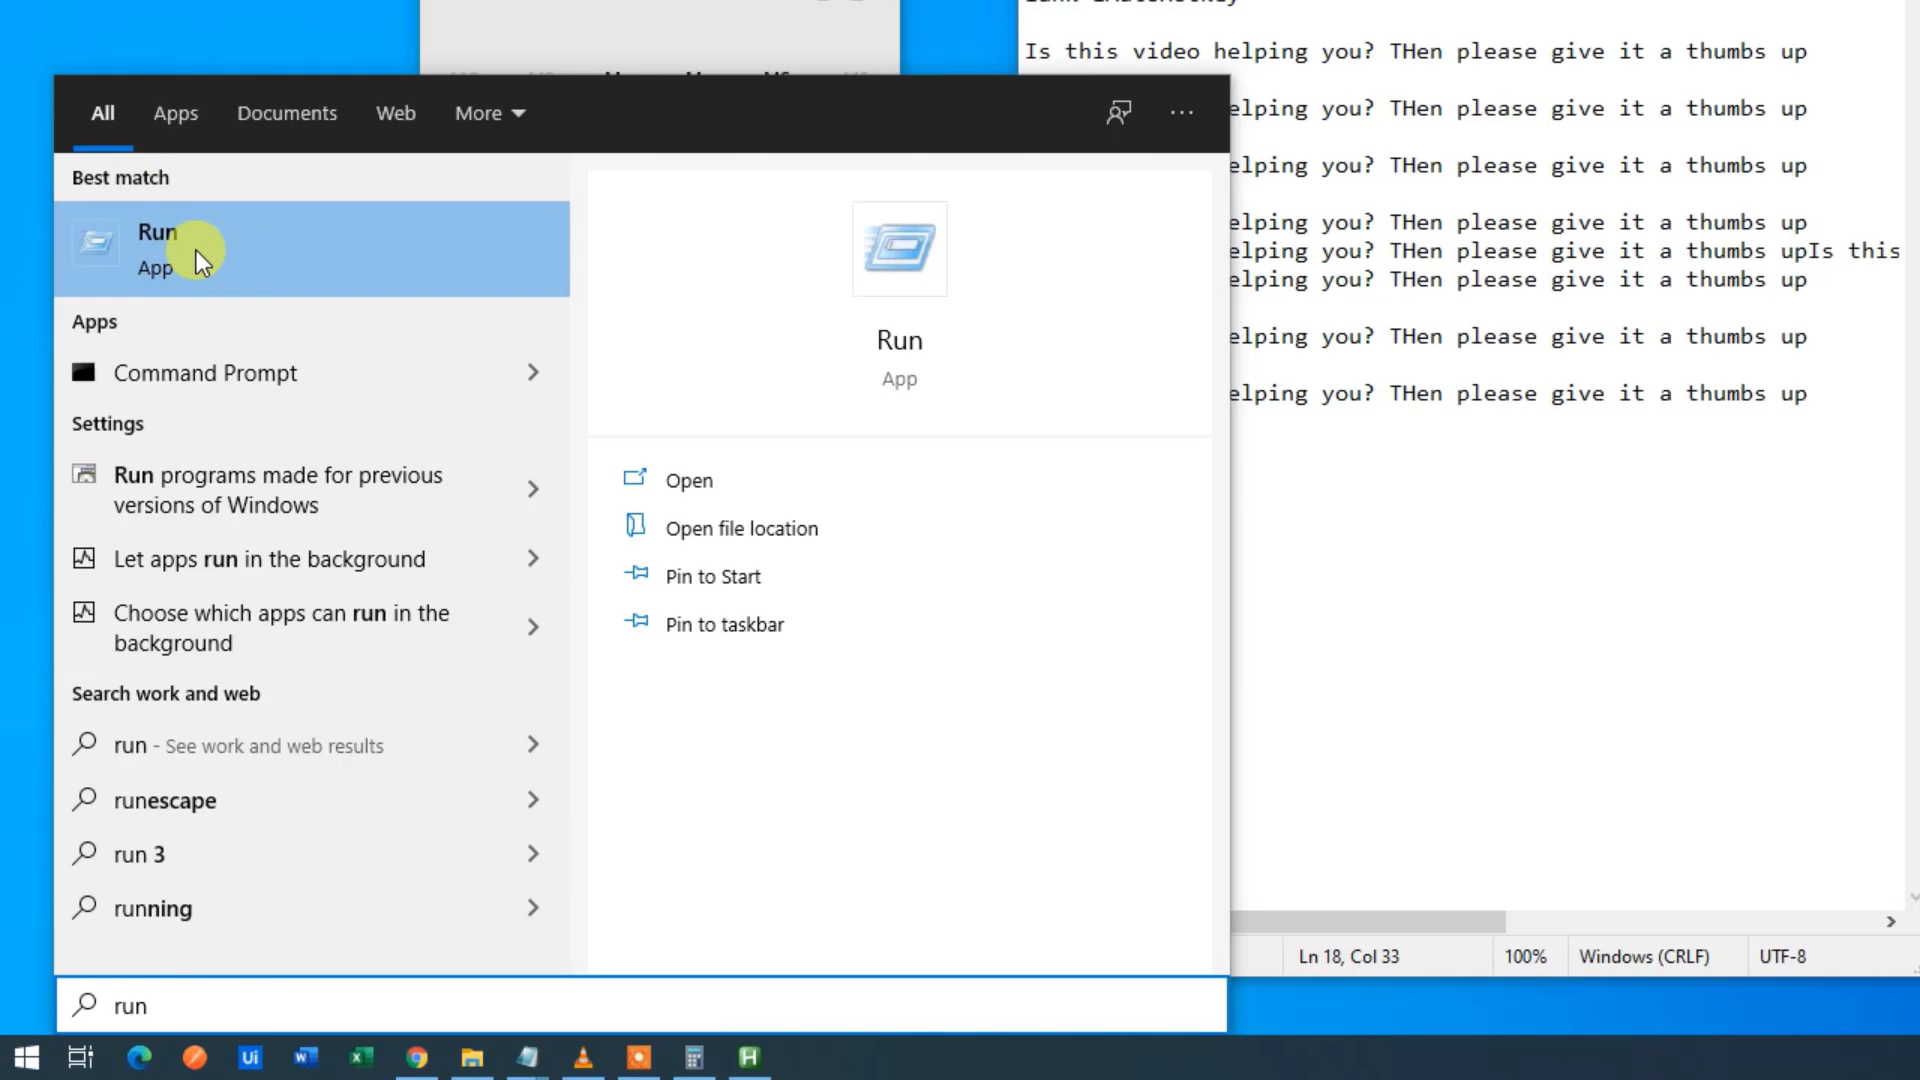 Is this video helping you? THen please give it a thumbs up
All
Apps
Documents
Web
More
elping you? THen please give it a thumbs up
Best match
elping you? THen please give it a thumbs up
Run
App
elping you? THen please give it a thumbs up
elping you? THen please give it a thumbs upIs this
elping you? THen please give it a thumbs up
Apps
Command Prompt
Run
App
elping you? THen please give it a thumbs up
elping you? THen please give it a thumbs up
Settings
Run programs made for previous
versions of Windows
Let apps run in the background
Choose which apps can run in the
background
Open
Open file location
Pin to Start
Pin to taskbar
Search work and web
run - See work and web results
runescape
run 3
running
Ln 18, Col 33
100%
Windows (CRLF)
UTF-8
run
Ui
W
X
H